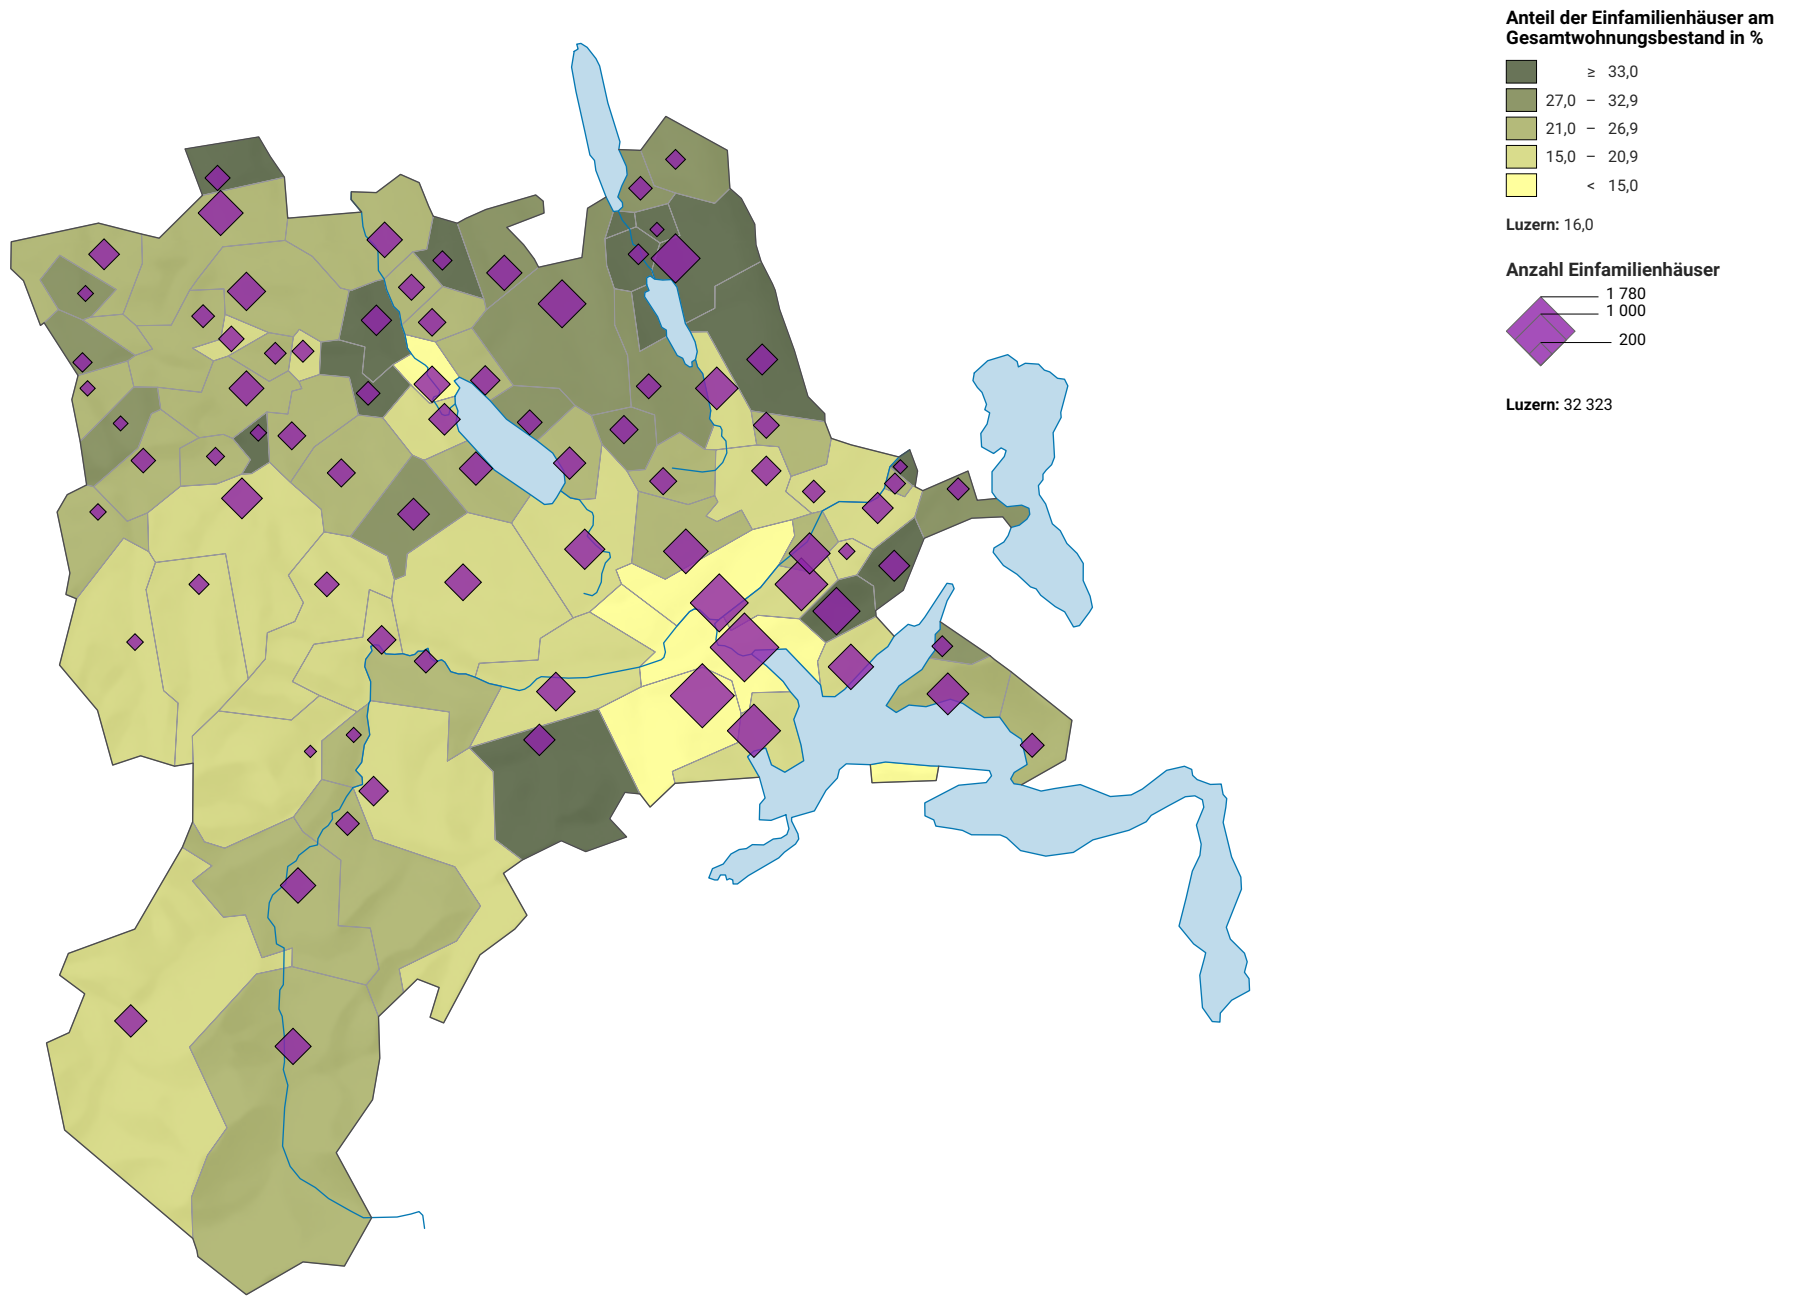 Anteil der Einfamilienhäuser am
Gesamtwohnungsbestand in %
≥ 33,0
27,0 – 32,9
21,0 – 26,9
15,0 – 20,9
< 15,0
Luzern: 16,0
Anzahl Einfamilienhäuser
1 780
1 000
200
Luzern: 32 323